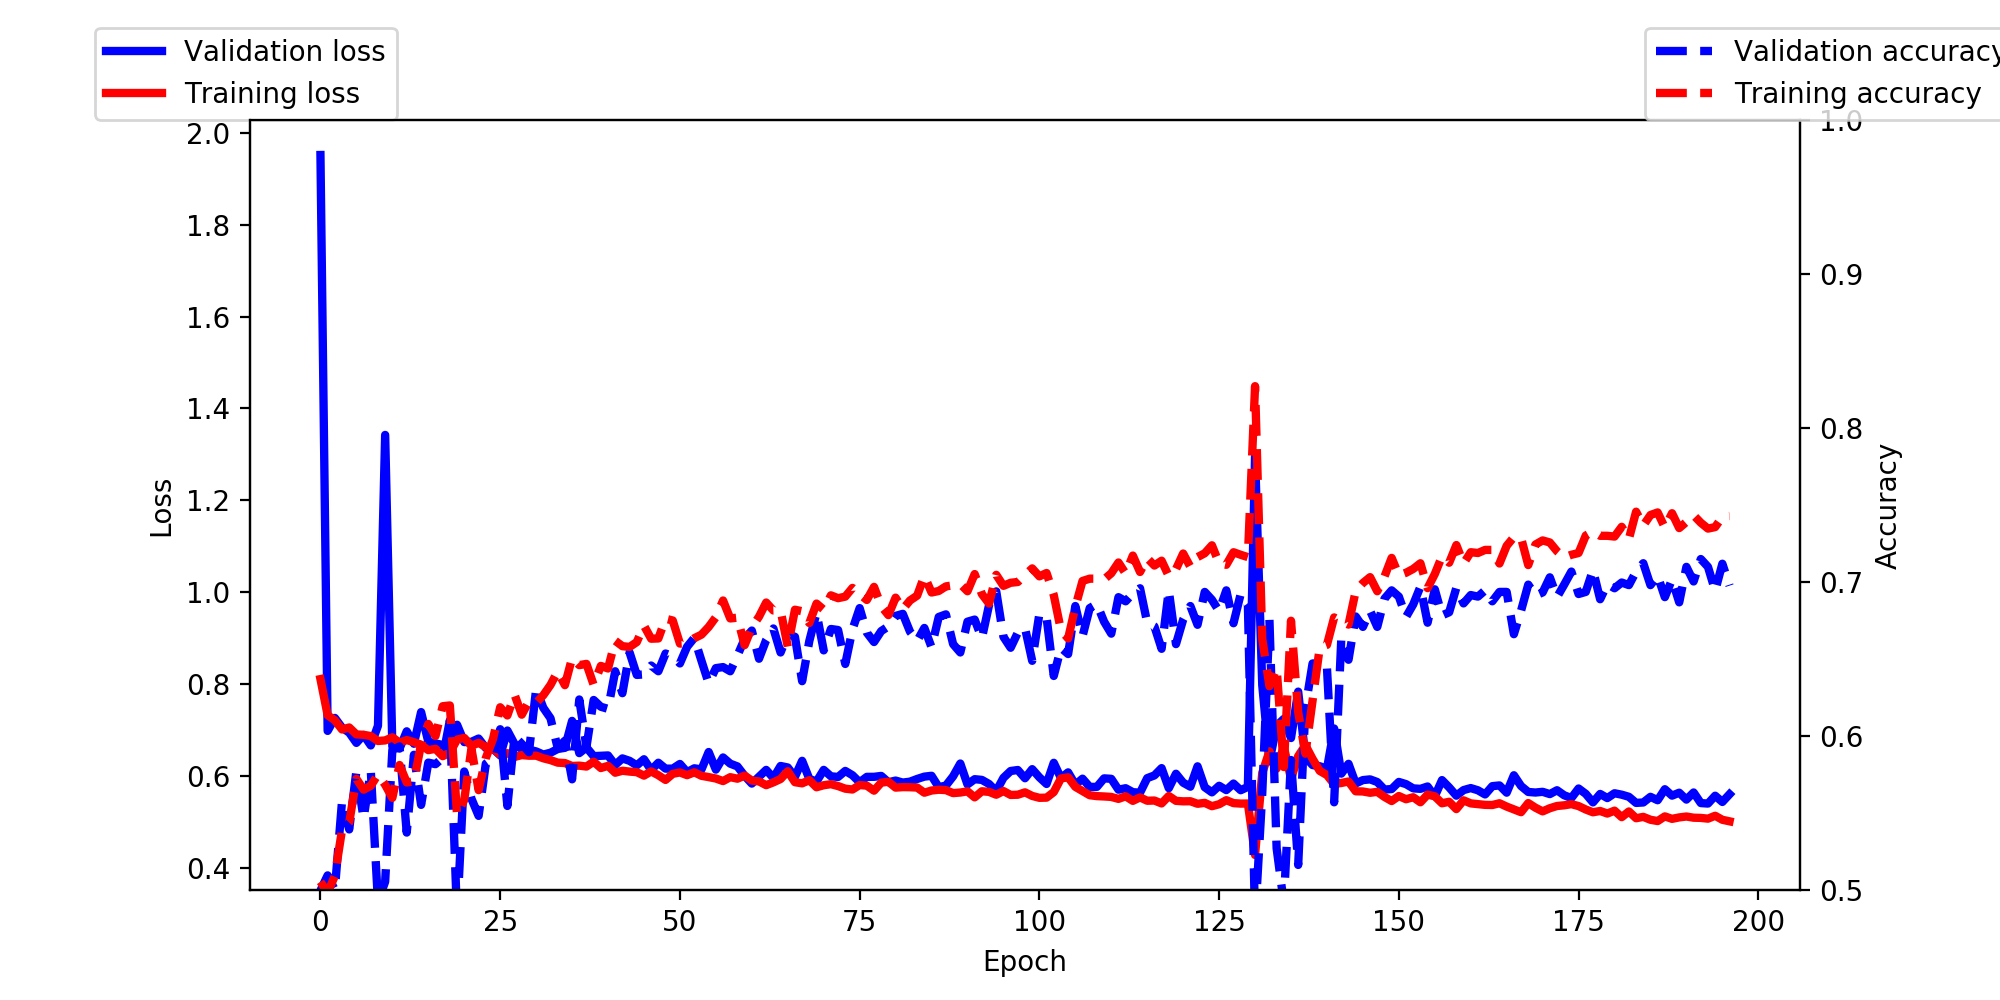 Validation loss
Training loss
Validation accuracy
Training accuracy
2.0
1.8
1.6
1.4
1.2
1.0
0.8
0.6
0.4
Loss
1.0
0.9
0.8
0.7
0.6
0.5
Accuracy
0 25 50 75 100 125 150 175 200
Epoch